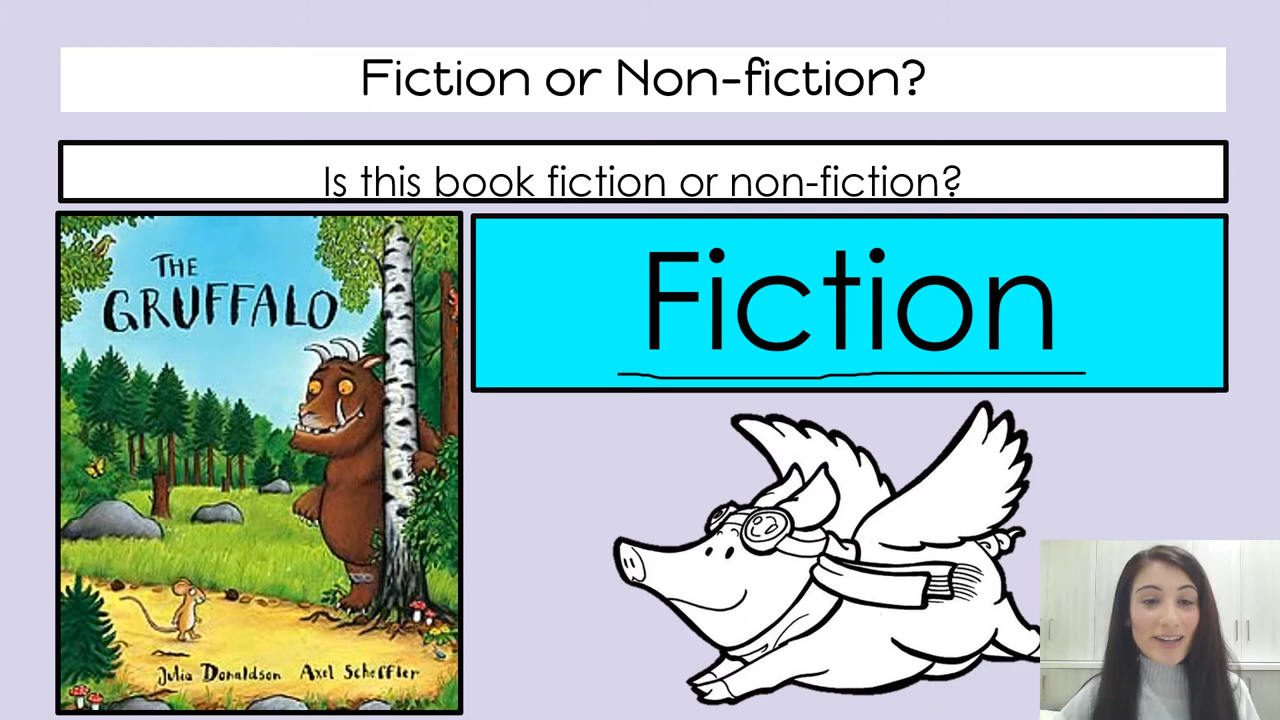 Fiction or Non-fiction?
Is this book fiction or non-fiction?
THE
GRUFFALO
Julia Donaldson Axel Scheffler
Fiction